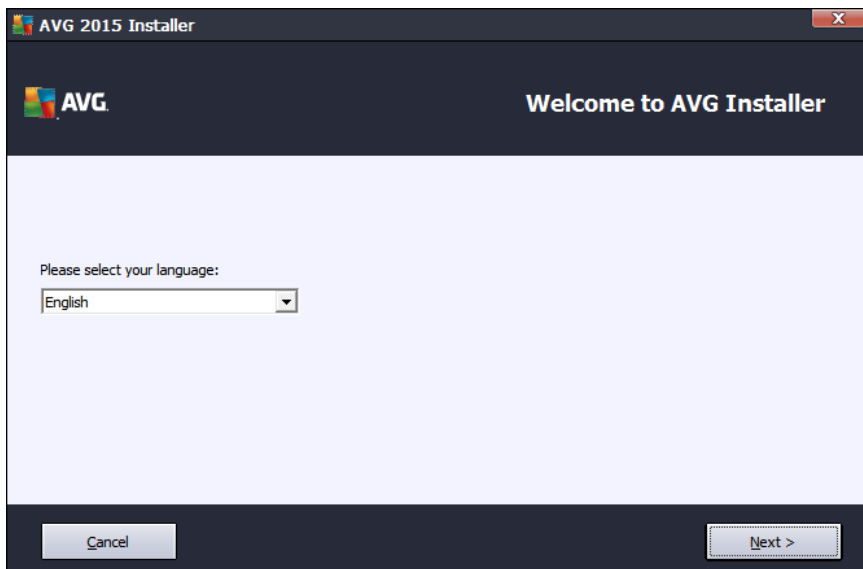 AVG 2015 Installer
X
AVG.
Welcome to AVG Installer
Please select your language:
English
Cancel
Next >